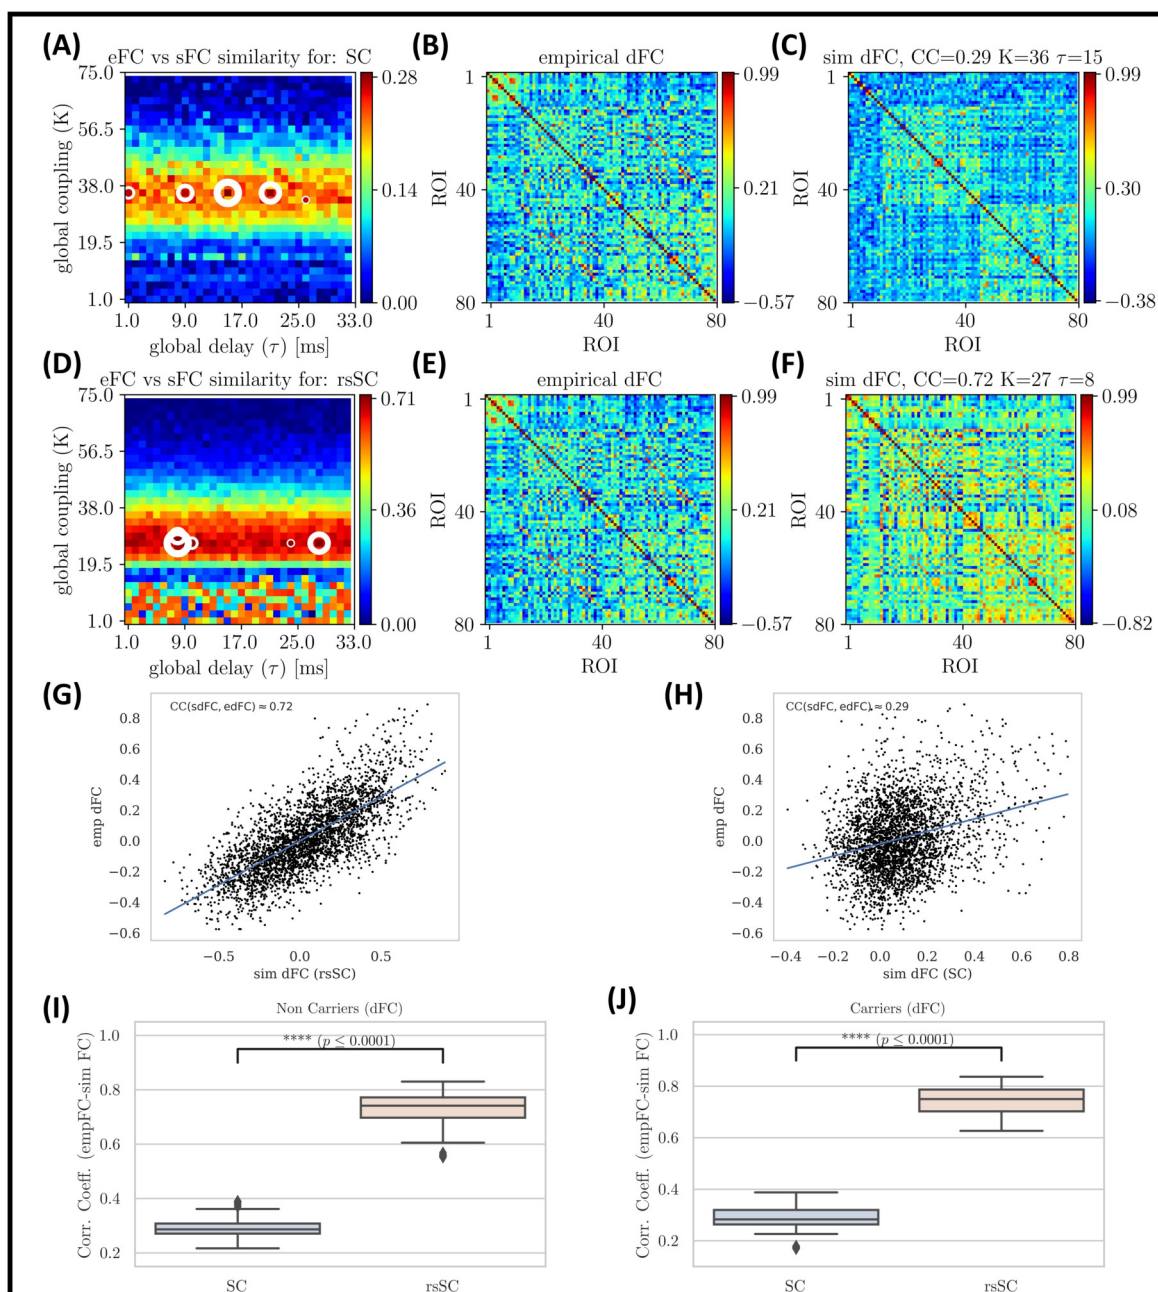 (A)
eFC vs sFC similarity for: SC
75.0
56.5
38.0
19.5
1.0
global coupling (K)
1.0 9.0 17.0 25.0 33.0
global delay (τ) [ms]
0.28
0.14
0.00
(B)
empirical dFC
1
40
80
ROI
1 40 80
ROI
0.99
0.21
−0.57
(C)
sim dFC, CC=0.29 K=36 τ=15
1
40
80
ROI
1 40 80
ROI
0.99
0.30
−0.38
(D)
eFC vs sFC similarity for: rsSC
75.0
56.5
38.0
19.5
1.0
global coupling (K)
1.0 9.0 17.0 25.0 33.0
global delay (τ) [ms]
0.71
0.36
0.00
(E)
empirical dFC
1
40
80
ROI
1 40 80
ROI
0.99
0.21
−0.57
(F)
sim dFC, CC=0.72 K=27 τ=8
1
40
80
ROI
1 40 80
ROI
0.99
0.08
−0.82
(G)
CC(sdFC, edFC) ≈ 0.72
0.8
0.6
0.4
0.2
0.0
−0.2
−0.4
−0.6
emp dFC
−0.5 0.0 0.5
sim dFC (rsSC)
(H)
CC(sdFC, edFC) ≈ 0.29
0.8
0.6
0.4
0.2
0.0
−0.2
−0.4
−0.6
emp dFC
−0.4 −0.2 0.0 0.2 0.4 0.6 0.8
sim dFC (SC)
(I)
Non Carriers (dFC)
**** (p ≤ 0.0001)
1.0
0.8
0.6
0.4
0.2
Corr. Coeff. (empFC-sim FC)
SC rsSC
(J)
Carriers (dFC)
**** (p ≤ 0.0001)
1.0
0.8
0.6
0.4
0.2
Corr. Coeff. (empFC-sim FC)
SC rsSC